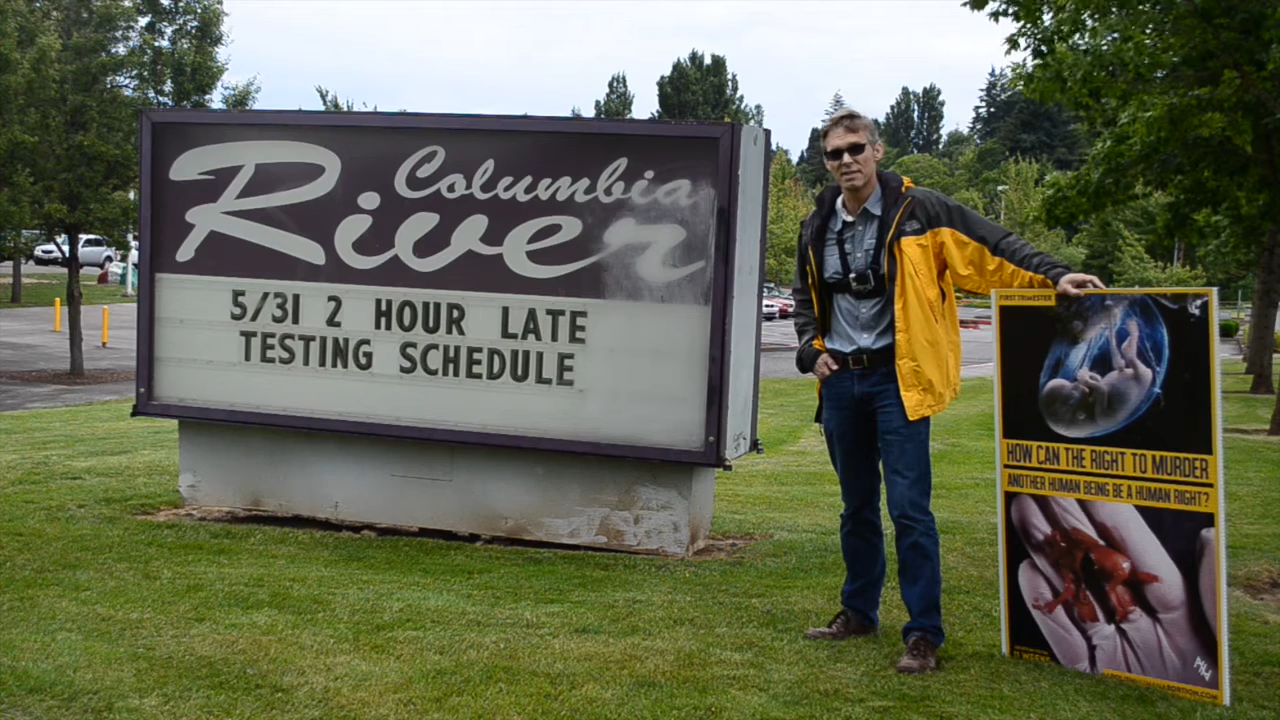 Columbia
River
5/31 2 HOUR LATE
TESTING SCHEDULE
FIRST TRIMESTER
HOW CAN THE RIGHT TO MURDER
ANOTHER HUMAN BEING BE A HUMAN RIGHT?